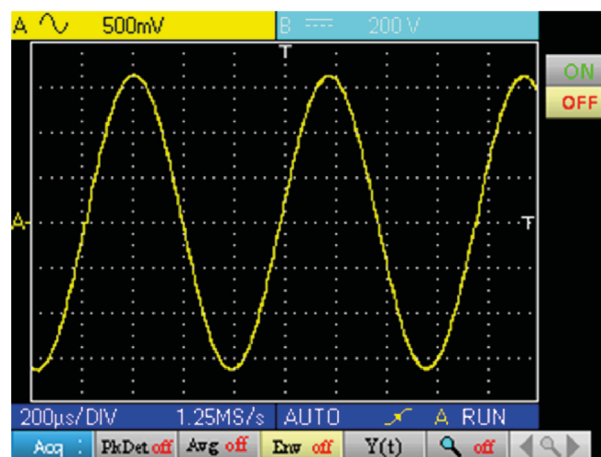 A 500mV B 200 V
T
ON
OFF
A
T
200µs/DIV 1.25MS/s AUTO A RUN
Acq : PkDet off Avg off Env off Y(t) off